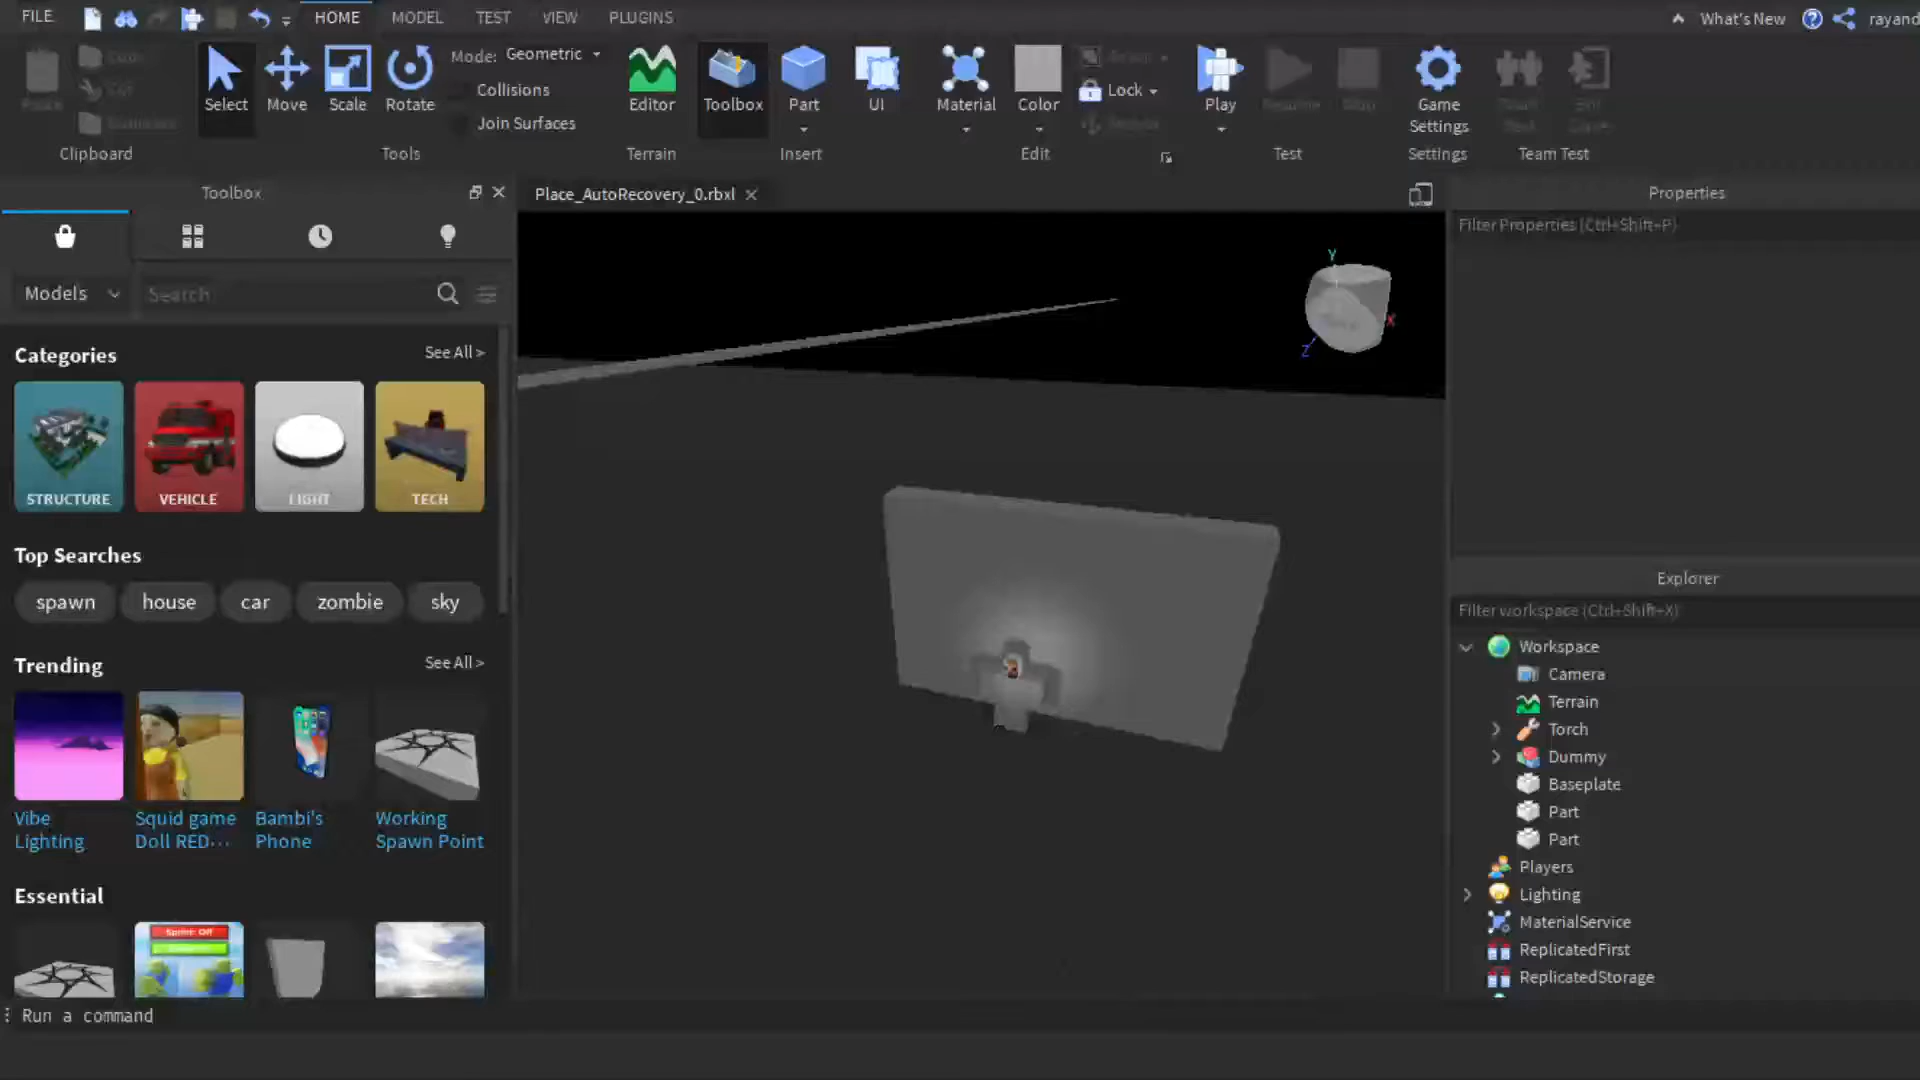 FILE
HOME
MODEL
TEST
VIEW
PLUGINS
What's New
rayand
Select
Move
Scale
Rotate
Mode: Geometric
Collisions
Join Surfaces
Editor
Toolbox
Part
UI
Material
Color
Lock
Play
Game
Settings
Clipboard
Tools
Terrain
Insert
Edit
Test
Settings
Team Test
Toolbox
Place_AutoRecovery_0.rbxl
Properties
Filter Properties (Ctrl+Shift+P)
Models
Search
Categories
See All >
STRUCTURE
VEHICLE
LIGHT
TECH
Top Searches
spawn
house
car
zombie
sky
Trending
See All >
Vibe
Lighting
Squid game
Doll RED...
Bambi's
Phone
Working
Spawn Point
Essential
Sprint: Off
Y
X
Z
Explorer
Filter workspace (Ctrl+Shift+X)
Workspace
Camera
Terrain
Torch
Dummy
Baseplate
Part
Part
Players
Lighting
MaterialService
ReplicatedFirst
ReplicatedStorage
Run a command